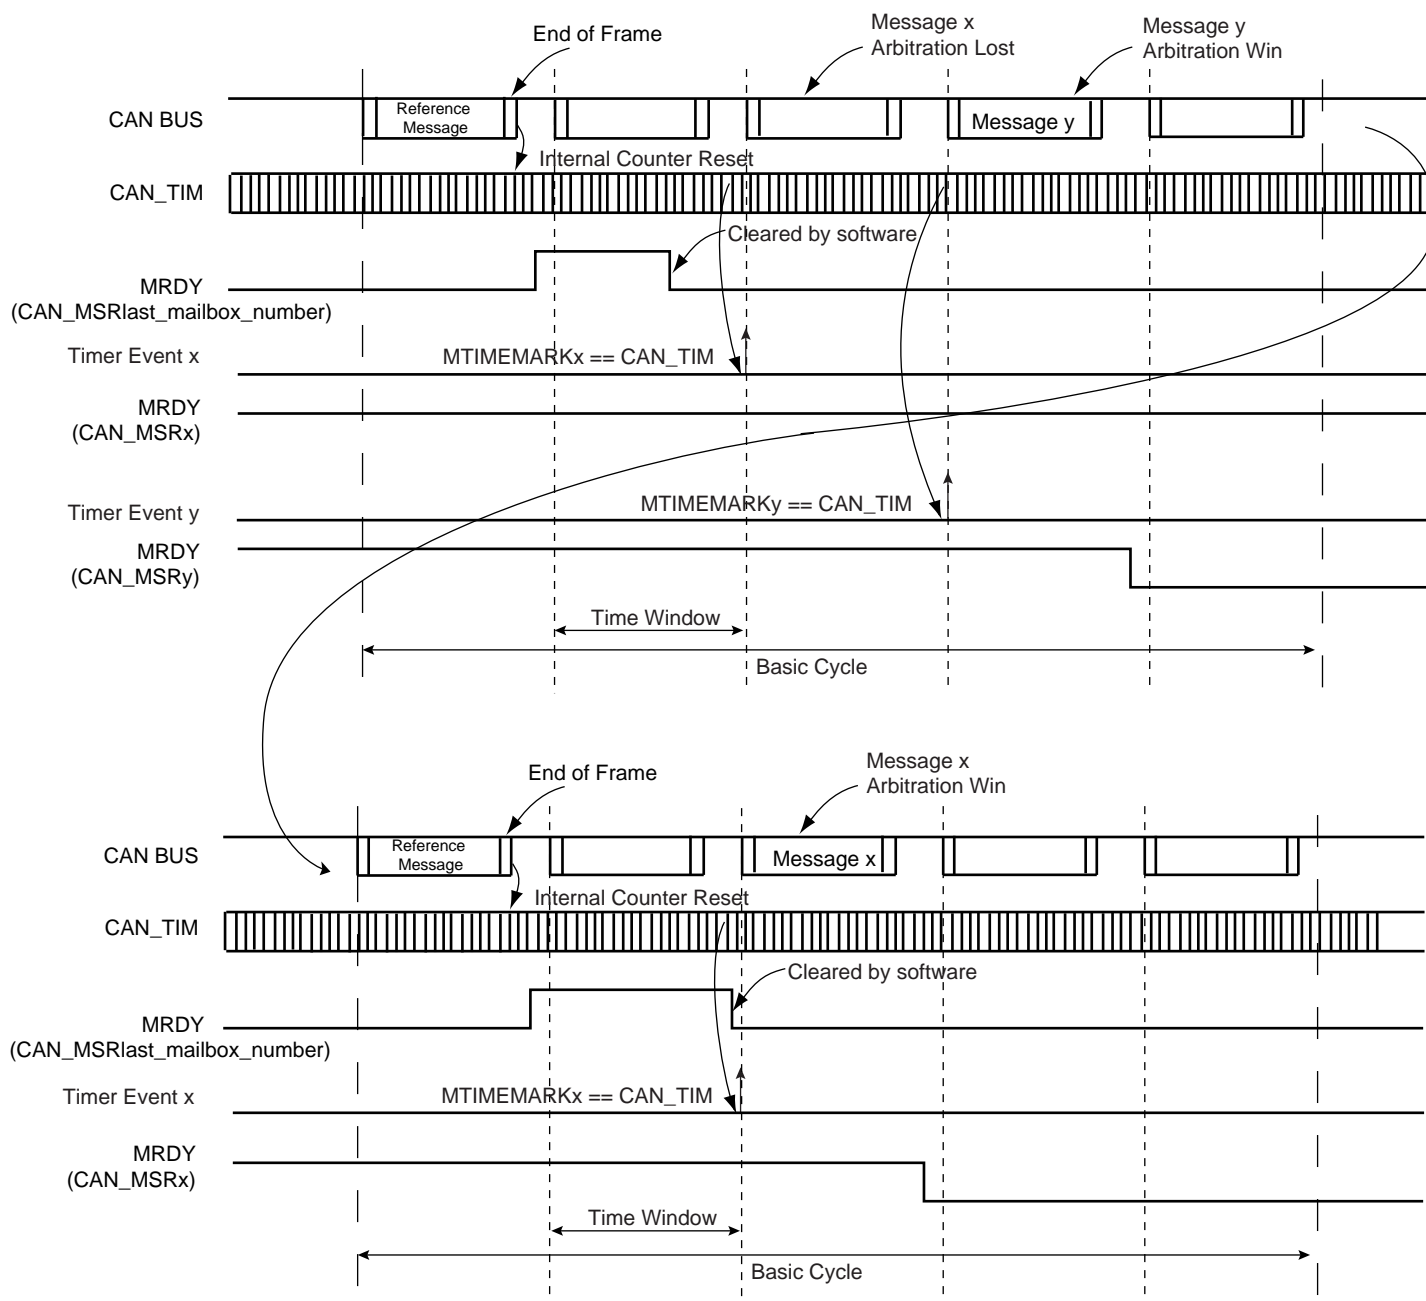 End of Frame
Message x
Arbitration Lost
Message y
Arbitration Win
CAN BUS
Reference
Message
Message y
Internal Counter Reset
CAN_TIM
Cleared by software
MRDY
(CAN_MSRlast_mailbox_number)
Timer Event x
MTIMEMARKx == CAN_TIM
MRDY
(CAN_MSRx)
Timer Event y
MTIMEMARKy == CAN_TIM
MRDY
(CAN_MSRy)
Time Window
Basic Cycle
End of Frame
Message x
Arbitration Win
CAN BUS
Reference
Message
Message x
Internal Counter Reset
CAN_TIM
Cleared by software
MRDY
(CAN_MSRlast_mailbox_number)
Timer Event x
MTIMEMARKx == CAN_TIM
MRDY
(CAN_MSRx)
Time Window
Basic Cycle